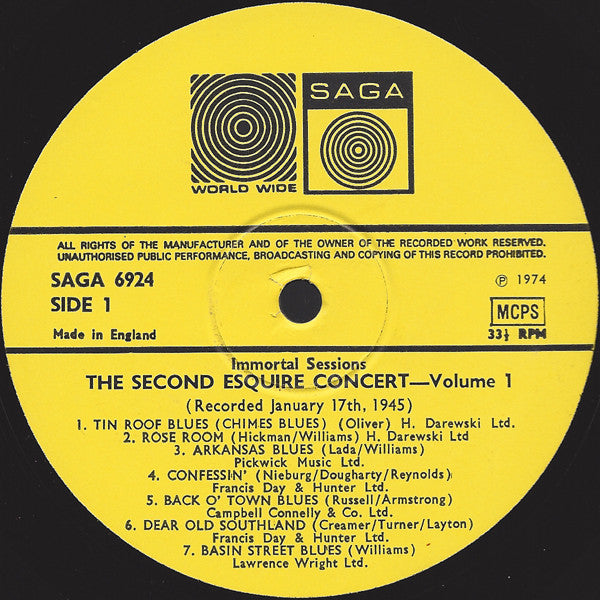 SAGA
WORLD WIDE
ALL RIGHTS OF THE MANUFACTURER AND OF THE OWNER OF THE RECORDED WORK RESERVED.
UNAUTHORISED PUBLIC PERFORMANCE, BROADCASTING AND COPYING OF THIS RECORD PROHIBITED.
SAGA 6924
℗ 1974
SIDE 1
MCPS
Made in England
33⅓ RPM
Immortal Sessions
THE SECOND ESQUIRE CONCERT—Volume 1
(Recorded January 17th, 1945)
1. TIN ROOF BLUES (CHIMES BLUES) (Oliver) H. Darewski Ltd.
2. ROSE ROOM (Hickman/Williams) H. Darewski Ltd
3. ARKANSAS BLUES (Lada/Williams)
Pickwick Music Ltd.
4. CONFESSIN' (Nieburg/Dougharty/Reynolds)
Francis Day & Hunter Ltd.
5. BACK O' TOWN BLUES (Russell/Armstrong)
Campbell Connelly & Co. Ltd.
6. DEAR OLD SOUTHLAND (Creamer/Turner/Layton)
Francis Day & Hunter Ltd.
7. BASIN STREET BLUES (Williams)
Lawrence Wright Ltd.